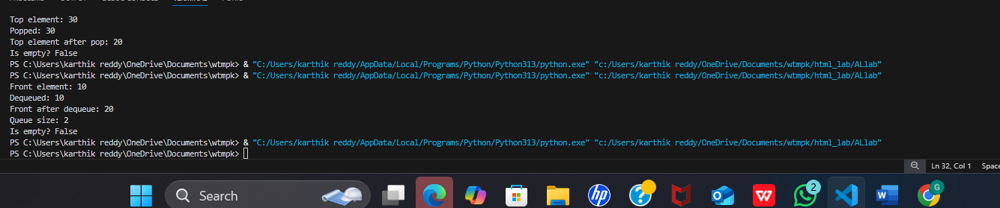 Top element: 30
Popped: 30
Top element after pop: 20
Is empty? False
PS C:\Users\karthik reddy\OneDrive\Documents\wtmpk> & "C:/Users/karthik reddy/AppData/Local/Programs/Python/Python313/python.exe" "c:/Users/karthik reddy/OneDrive/Documents/wtmpk/html_lab/ALlab"
PS C:\Users\karthik reddy\OneDrive\Documents\wtmpk> & "C:/Users/karthik reddy/AppData/Local/Programs/Python/Python313/python.exe" "c:/Users/karthik reddy/OneDrive/Documents/wtmpk/html_lab/ALlab"
Front element: 10
Dequeued: 10
Front after dequeue: 20
Queue size: 2
Is empty? False
PS C:\Users\karthik reddy\OneDrive\Documents\wtmpk> & "C:/Users/karthik reddy/AppData/Local/Programs/Python/Python313/python.exe" "c:/Users/karthik reddy/OneDrive/Documents/wtmpk/html_lab/ALlab"
PS C:\Users\karthik reddy\OneDrive\Documents\wtmpk>
Ln 32, Col 1 Space
Search hp ? O W 2 W G